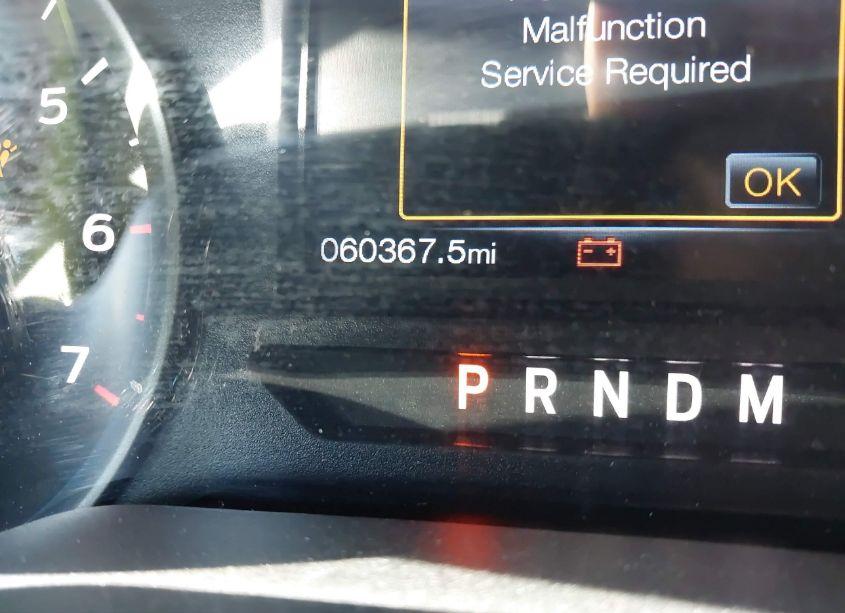 Malfunction
Service Required
5
OK
6
060367.5mi
- +
7
P R N D M